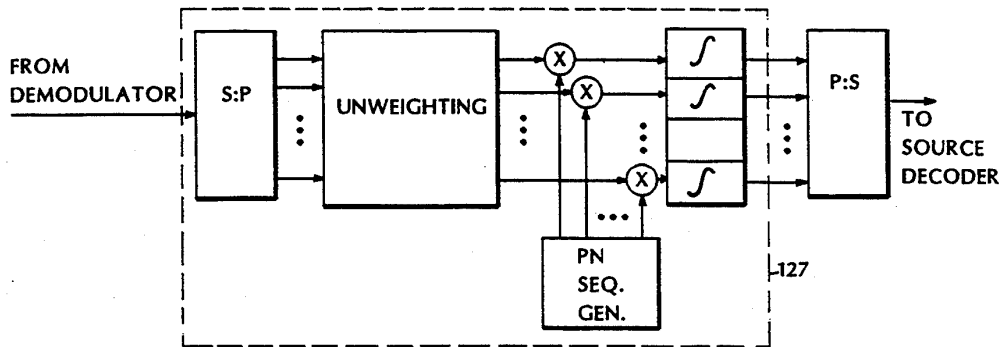 FROM
DEMODULATOR
S:P
UNWEIGHTING
X
X
X
∫
∫
∫
P:S
TO
SOURCE
DECODER
PN
SEQ.
GEN.
127